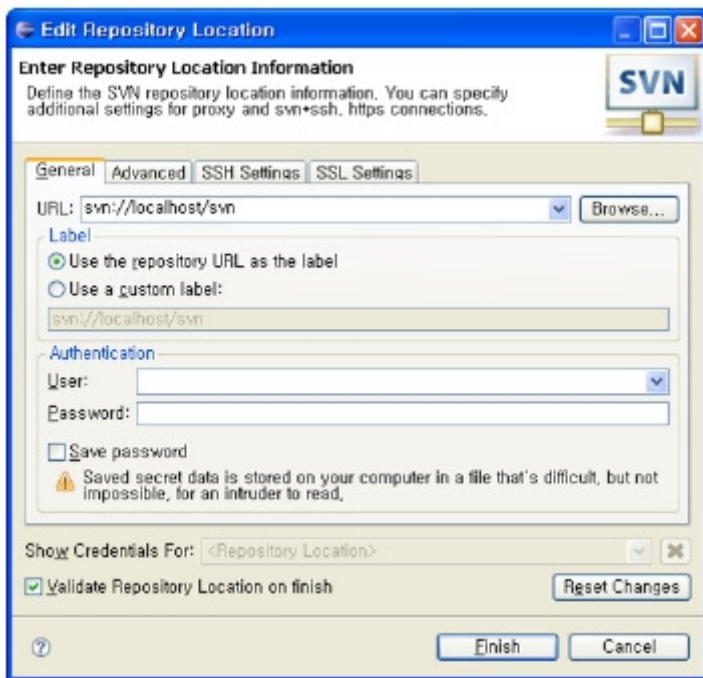 Edit Repository Location
Enter Repository Location Information
Define the SVN repository location information. You can specify
additional settings for proxy and svn+ssh, https connections.
SVN
General Advanced SSH Settings SSL Settings
URL: svn://localhost/svn Browse...
Label
Use the repository URL as the label
Use a custom label:
svn://localhost/svn
Authentication
User:
Password:
Save password
Saved secret data is stored on your computer in a file that's difficult, but not
impossible, for an intruder to read.
Show Credentials For: <Repository Location>
Validate Repository Location on finish Reset Changes
? Finish Cancel